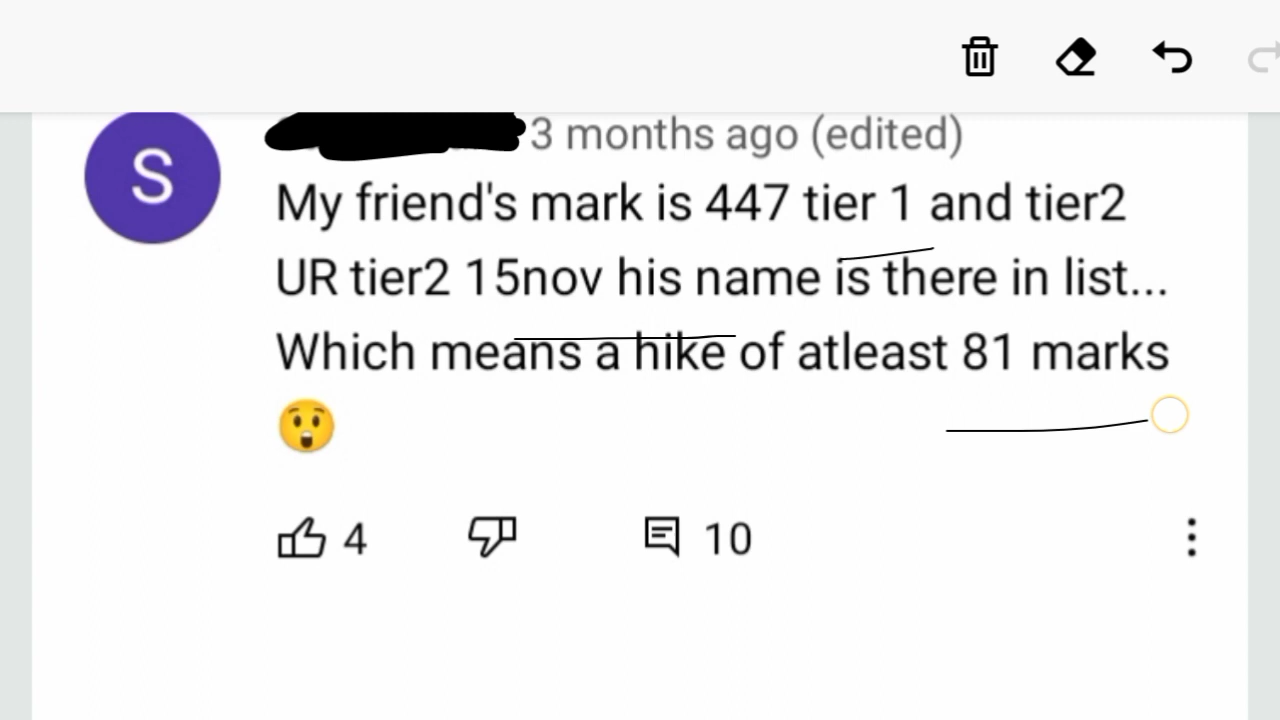 S
3 months ago (edited)
My friend's mark is 447 tier 1 and tier2
UR tier2 15nov his name is there in list...
Which means a hike of atleast 81 marks
😲
4
10